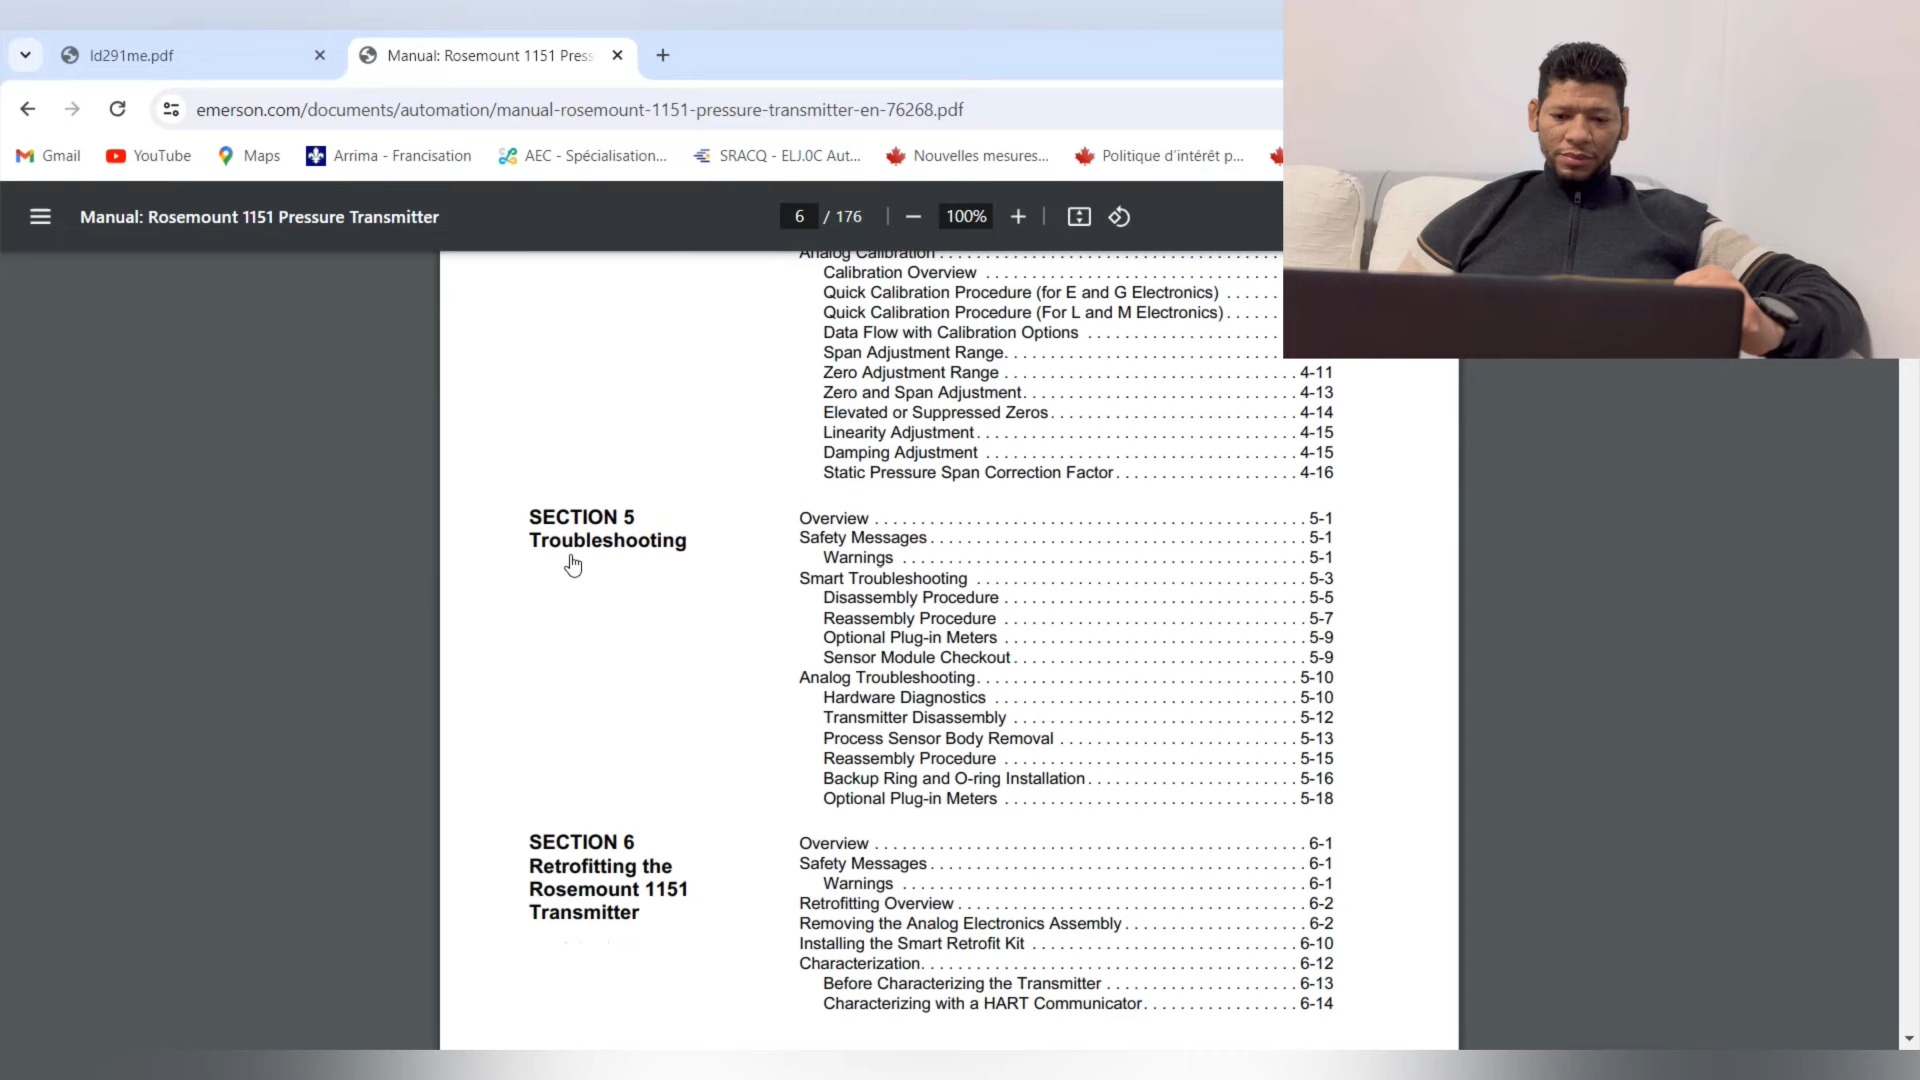 ld291me.pdf
Manual: Rosemount 1151 Press
emerson.com/documents/automation/manual-rosemount-1151-pressure-transmitter-en-76268.pdf
Gmail YouTube Maps Arrima - Francisation AEC - Spécialisation... SRACQ - ELJ.0C Aut... Nouvelles mesures... Politique d'intérêt p...
Manual: Rosemount 1151 Pressure Transmitter 6 / 176 100%
Analog Calibration
Calibration Overview
Quick Calibration Procedure (for E and G Electronics)
Quick Calibration Procedure (For L and M Electronics)
Data Flow with Calibration Options
Span Adjustment Range
Zero Adjustment Range 4-11
Zero and Span Adjustment 4-13
Elevated or Suppressed Zeros 4-14
Linearity Adjustment 4-15
Damping Adjustment 4-15
Static Pressure Span Correction Factor 4-16
SECTION 5
Troubleshooting
Overview 5-1
Safety Messages 5-1
Warnings 5-1
Smart Troubleshooting 5-3
Disassembly Procedure 5-5
Reassembly Procedure 5-7
Optional Plug-in Meters 5-9
Sensor Module Checkout 5-9
Analog Troubleshooting 5-10
Hardware Diagnostics 5-10
Transmitter Disassembly 5-12
Process Sensor Body Removal 5-13
Reassembly Procedure 5-15
Backup Ring and O-ring Installation 5-16
Optional Plug-in Meters 5-18
SECTION 6
Retrofitting the
Rosemount 1151
Transmitter
Overview 6-1
Safety Messages 6-1
Warnings 6-1
Retrofitting Overview 6-2
Removing the Analog Electronics Assembly 6-2
Installing the Smart Retrofit Kit 6-10
Characterization 6-12
Before Characterizing the Transmitter 6-13
Characterizing with a HART Communicator 6-14